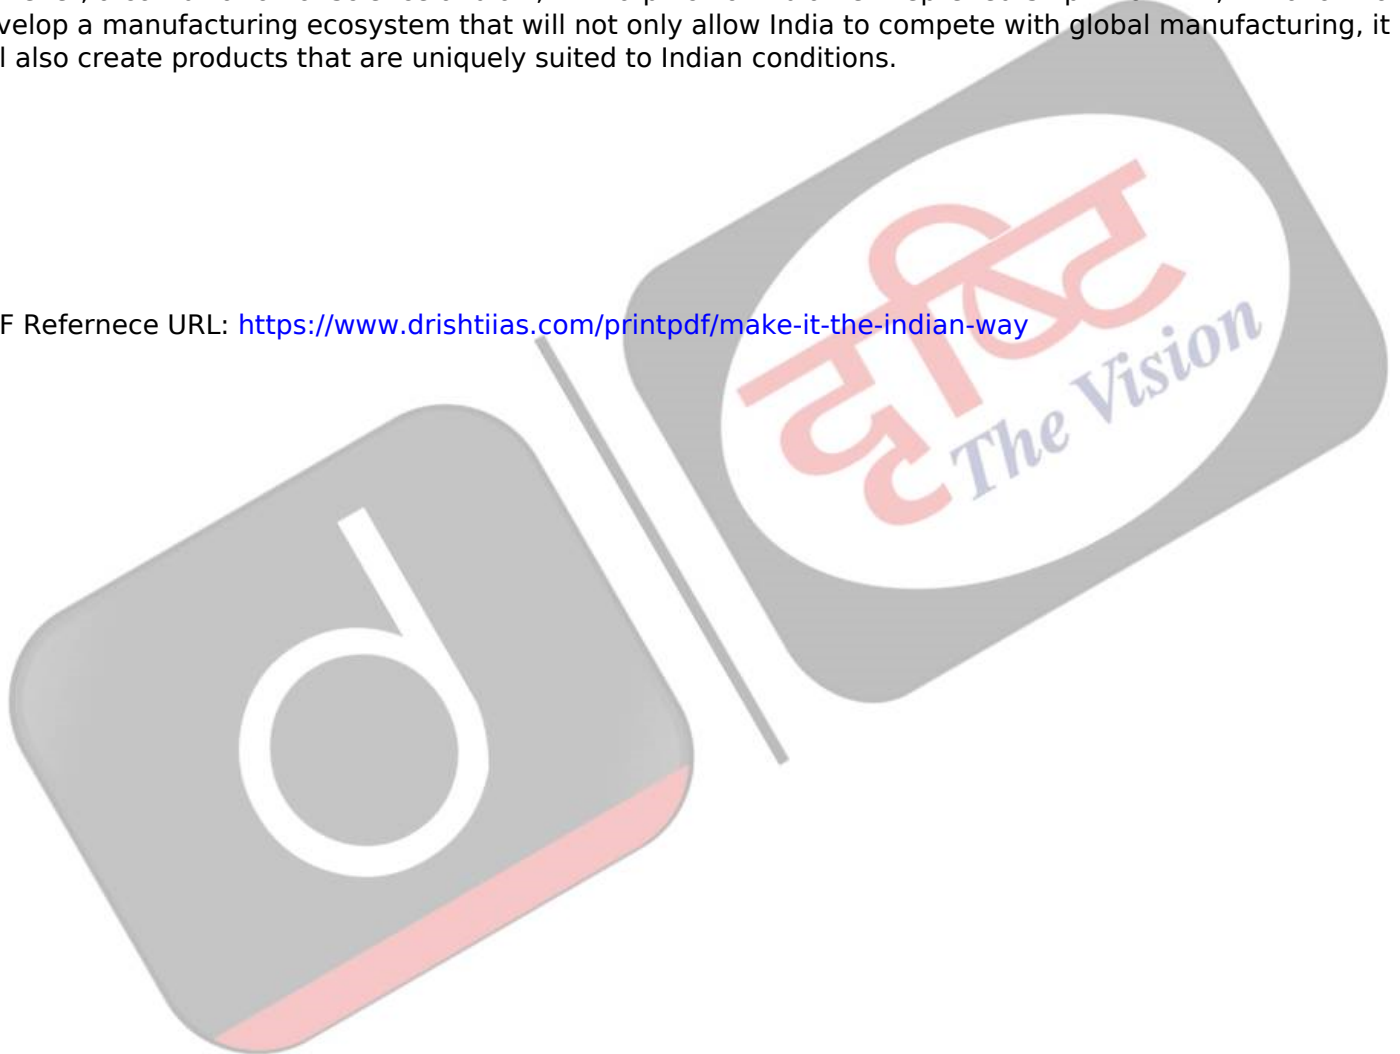 velop a manufacturing ecosystem that will not only allow India to compete with global manufacturing, it
l also create products that are uniquely suited to Indian conditions.
F Refernece URL: https://www.drishtiias.com/printpdf/make-it-the-indian-way
दृष्टि
The Vision
d